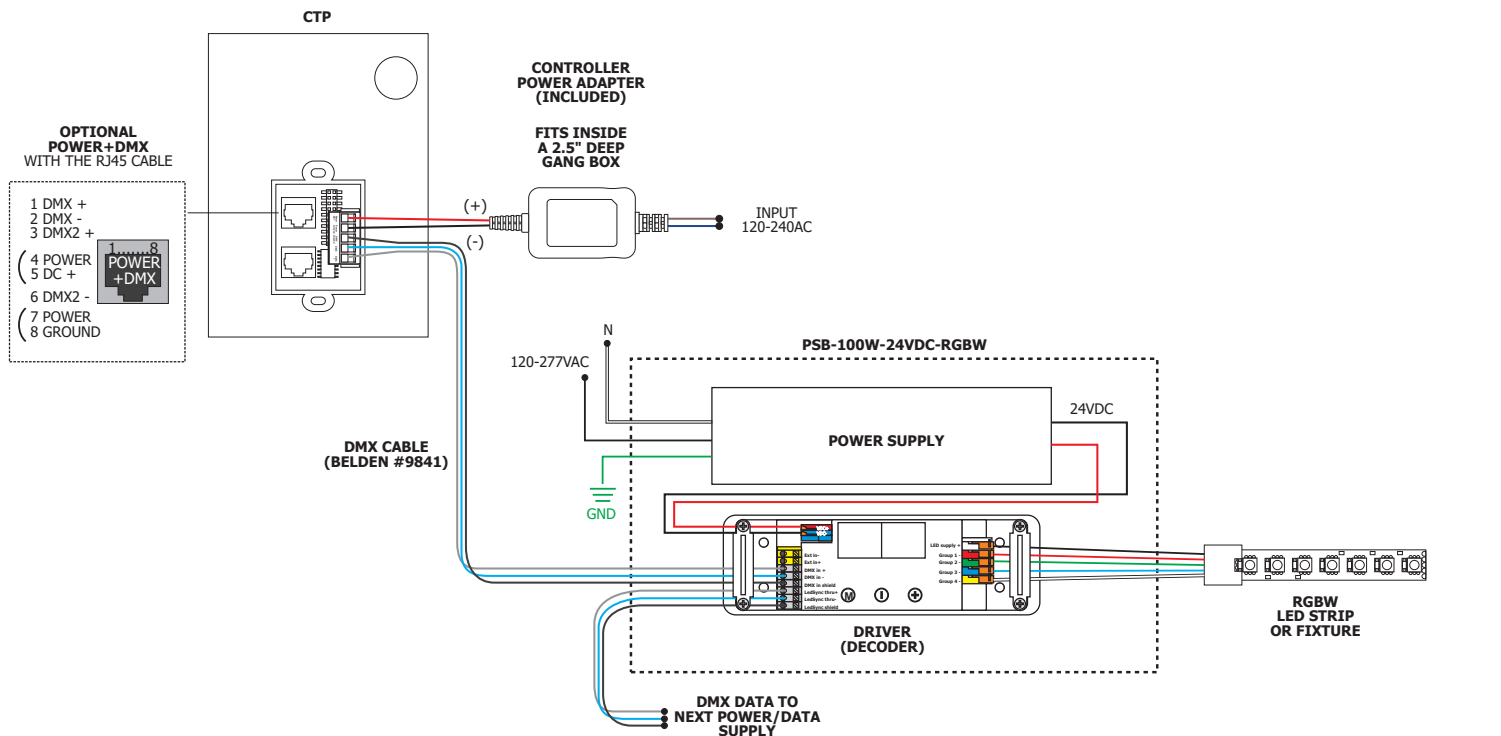 CTP
CONTROLLER
POWER ADAPTER
(INCLUDED)
FITS INSIDE
A 2.5" DEEP
GANG BOX
OPTIONAL
POWER+DMX
WITH THE RJ45 CABLE
1 DMX +
2 DMX -
3 DMX2 +
4 POWER
5 DC +
6 DMX2 -
7 POWER
8 GROUND
1......8
POWER
+DMX
(+)
(-)
INPUT
120-240AC
N
120-277VAC
PSB-100W-24VDC-RGBW
24VDC
POWER SUPPLY
DMX CABLE
(BELDEN #9841)
GND
Ext in-
Ext in+
DMX in +
DMX in -
DMX in shield
LedSync thru+
LedSync thru-
LedSync shield
M
LED supply +
Group 1 -
Group 2 -
Group 3 -
Group 4 -
DRIVER
(DECODER)
RGBW
LED STRIP
OR FIXTURE
DMX DATA TO
NEXT POWER/DATA
SUPPLY